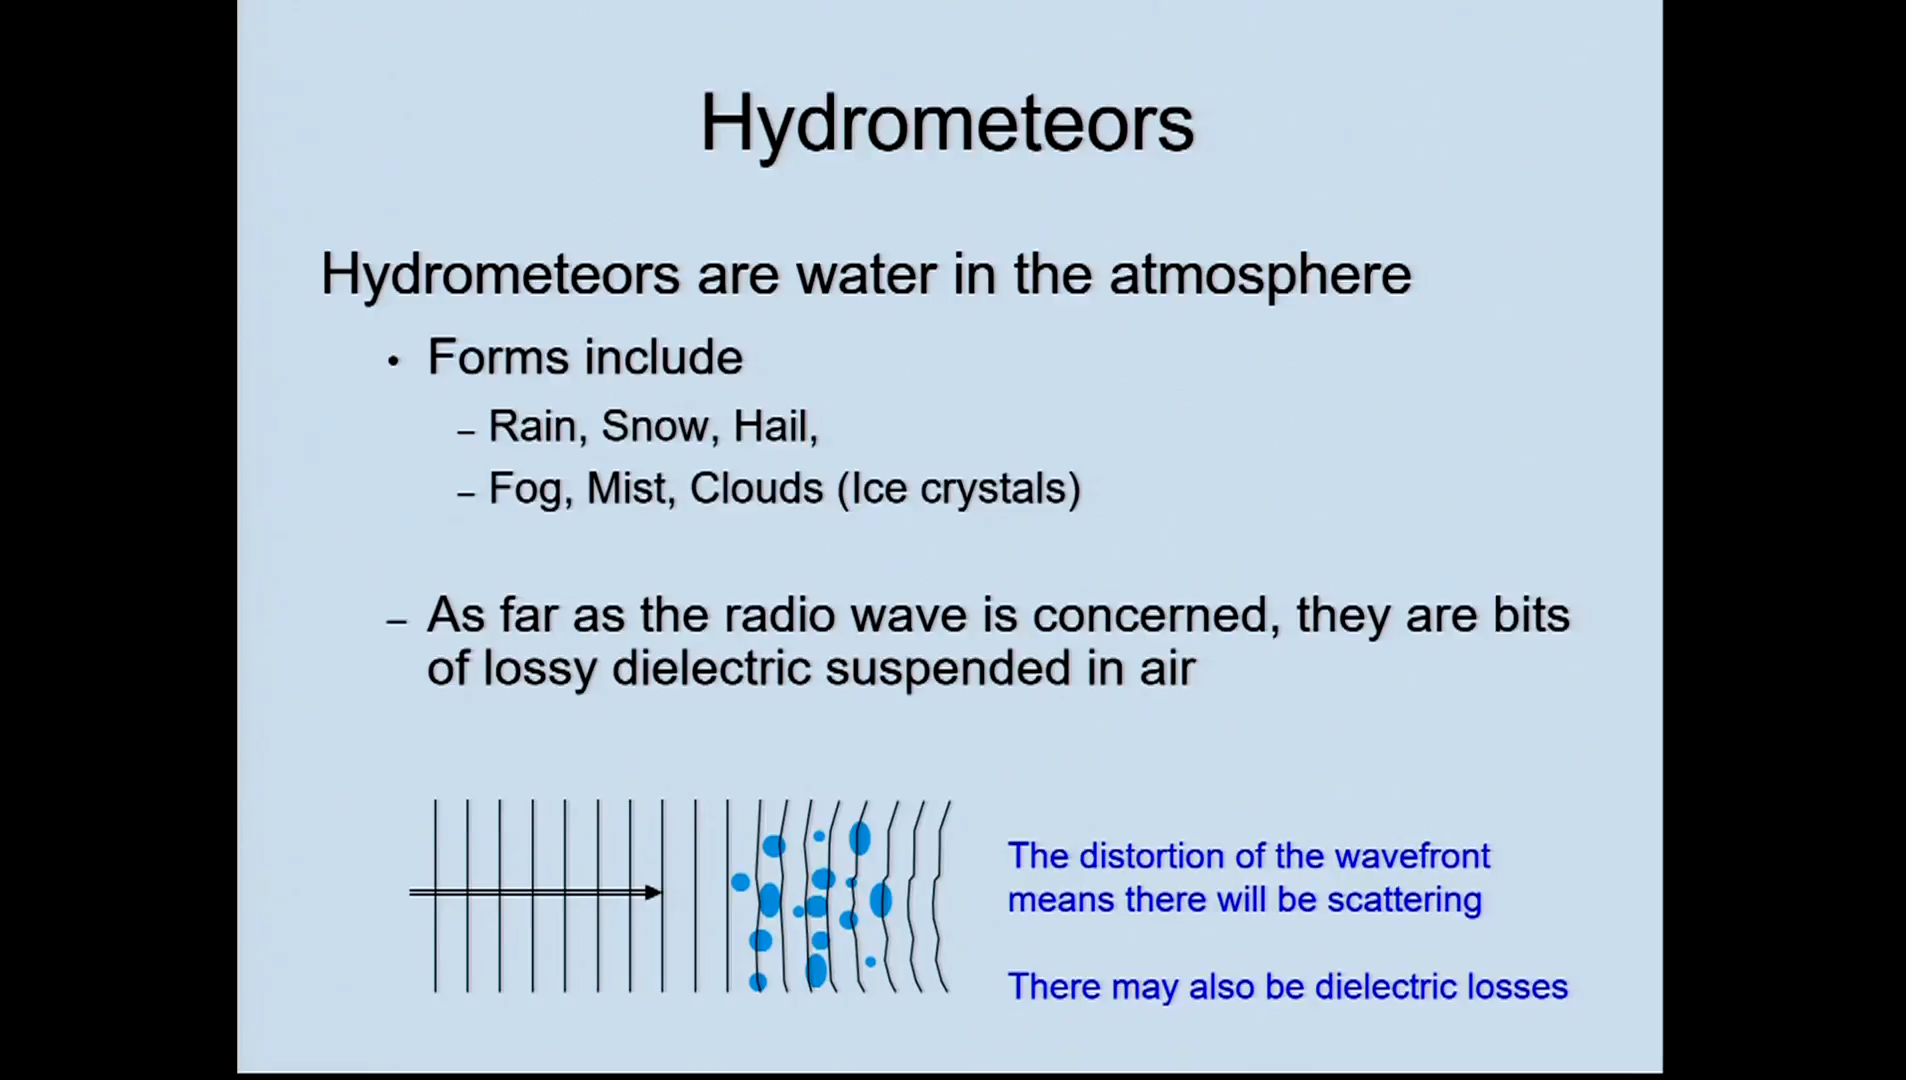 Hydrometeors
Hydrometeors are water in the atmosphere
• Forms include
– Rain, Snow, Hail,
– Fog, Mist, Clouds (Ice crystals)
– As far as the radio wave is concerned, they are bits
of lossy dielectric suspended in air
The distortion of the wavefront
means there will be scattering
There may also be dielectric losses